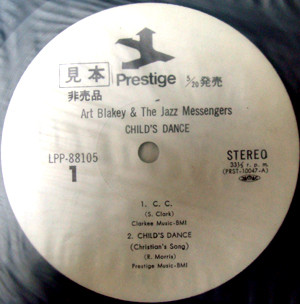 見本 Prestige 5/20発売
非売品
Art Blakey & The Jazz Messengers
CHILD'S DANCE
LPP-88105 STEREO
1 33⅓ r. p. m.
(PRST-10047-A)
1. C. C.
(S. Clark)
Clarkee Music-BMI
2. CHILD'S DANCE
(Christian's Song)
(R. Morris)
Prestige Music-BMI